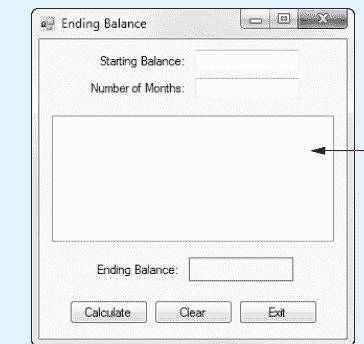 Ending Balance
Starting Balance:
Number of Months:
Ending Balance:
Calculate Clear Exit